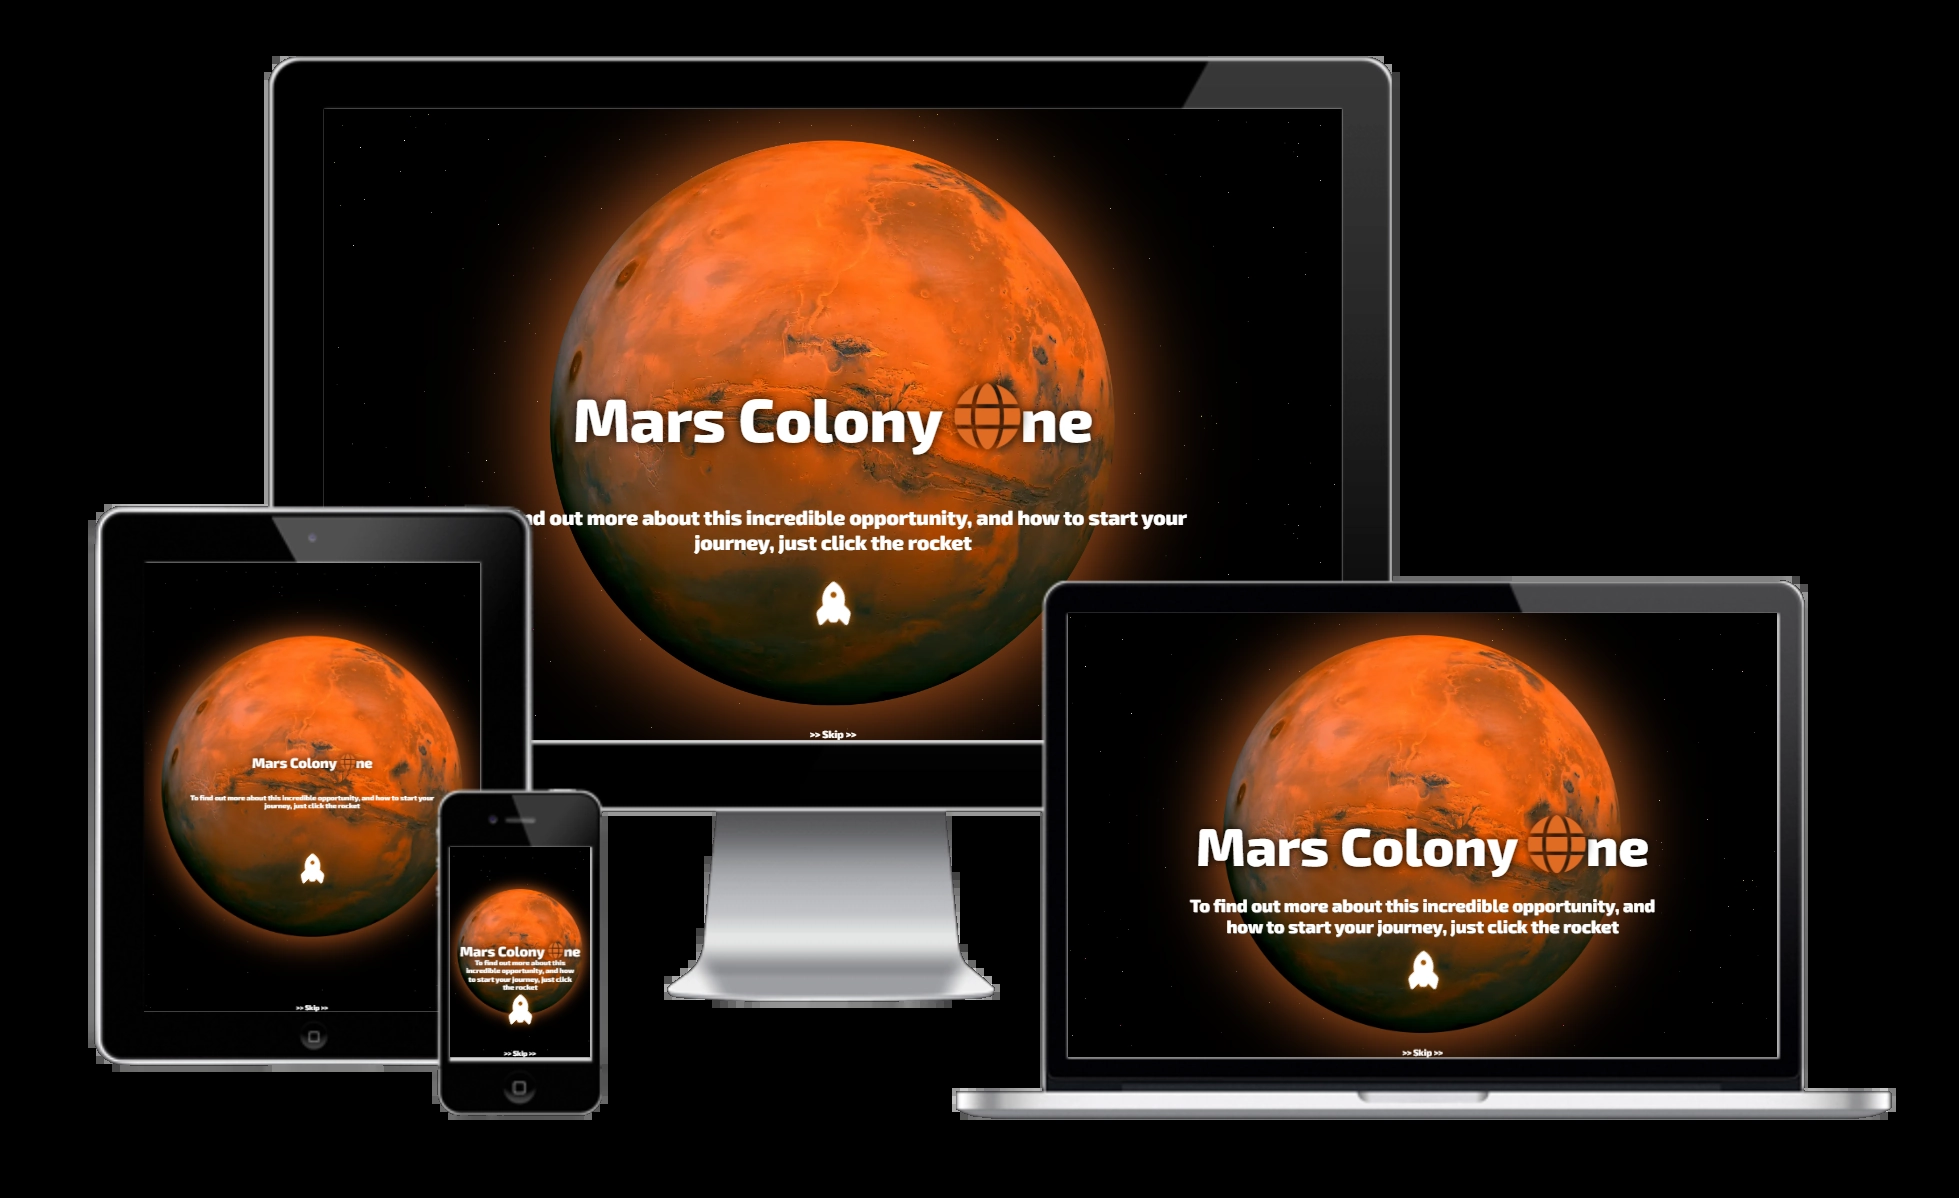 Mars Colony ne
nd out more about this incredible opportunity, and how to start your
journey, just click the rocket
>> Skip >>
Mars Colony ne
To find out more about this incredible opportunity, and how to start your
journey, just click the rocket
>> Skip >>
Mars Colony ne
To find out more about this
incredible opportunity, and how
to start your journey, just click
the rocket
>> Skip >>
Mars Colony ne
To find out more about this incredible opportunity, and
how to start your journey, just click the rocket
>> Skip >>